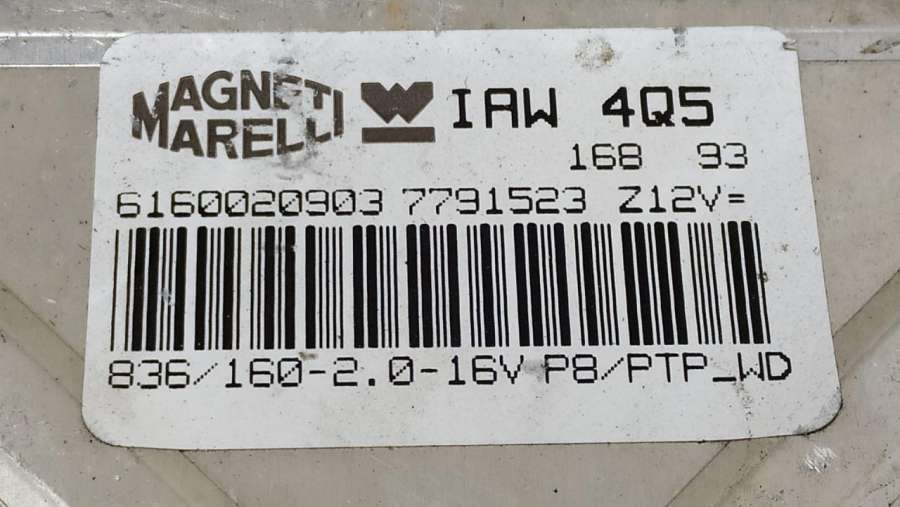 MAGNETI
MARELLI
W IAW 4Q5
168 93
6160020903 7791523 Z12V=
836/160-2.0-16V P8/PTP_WD